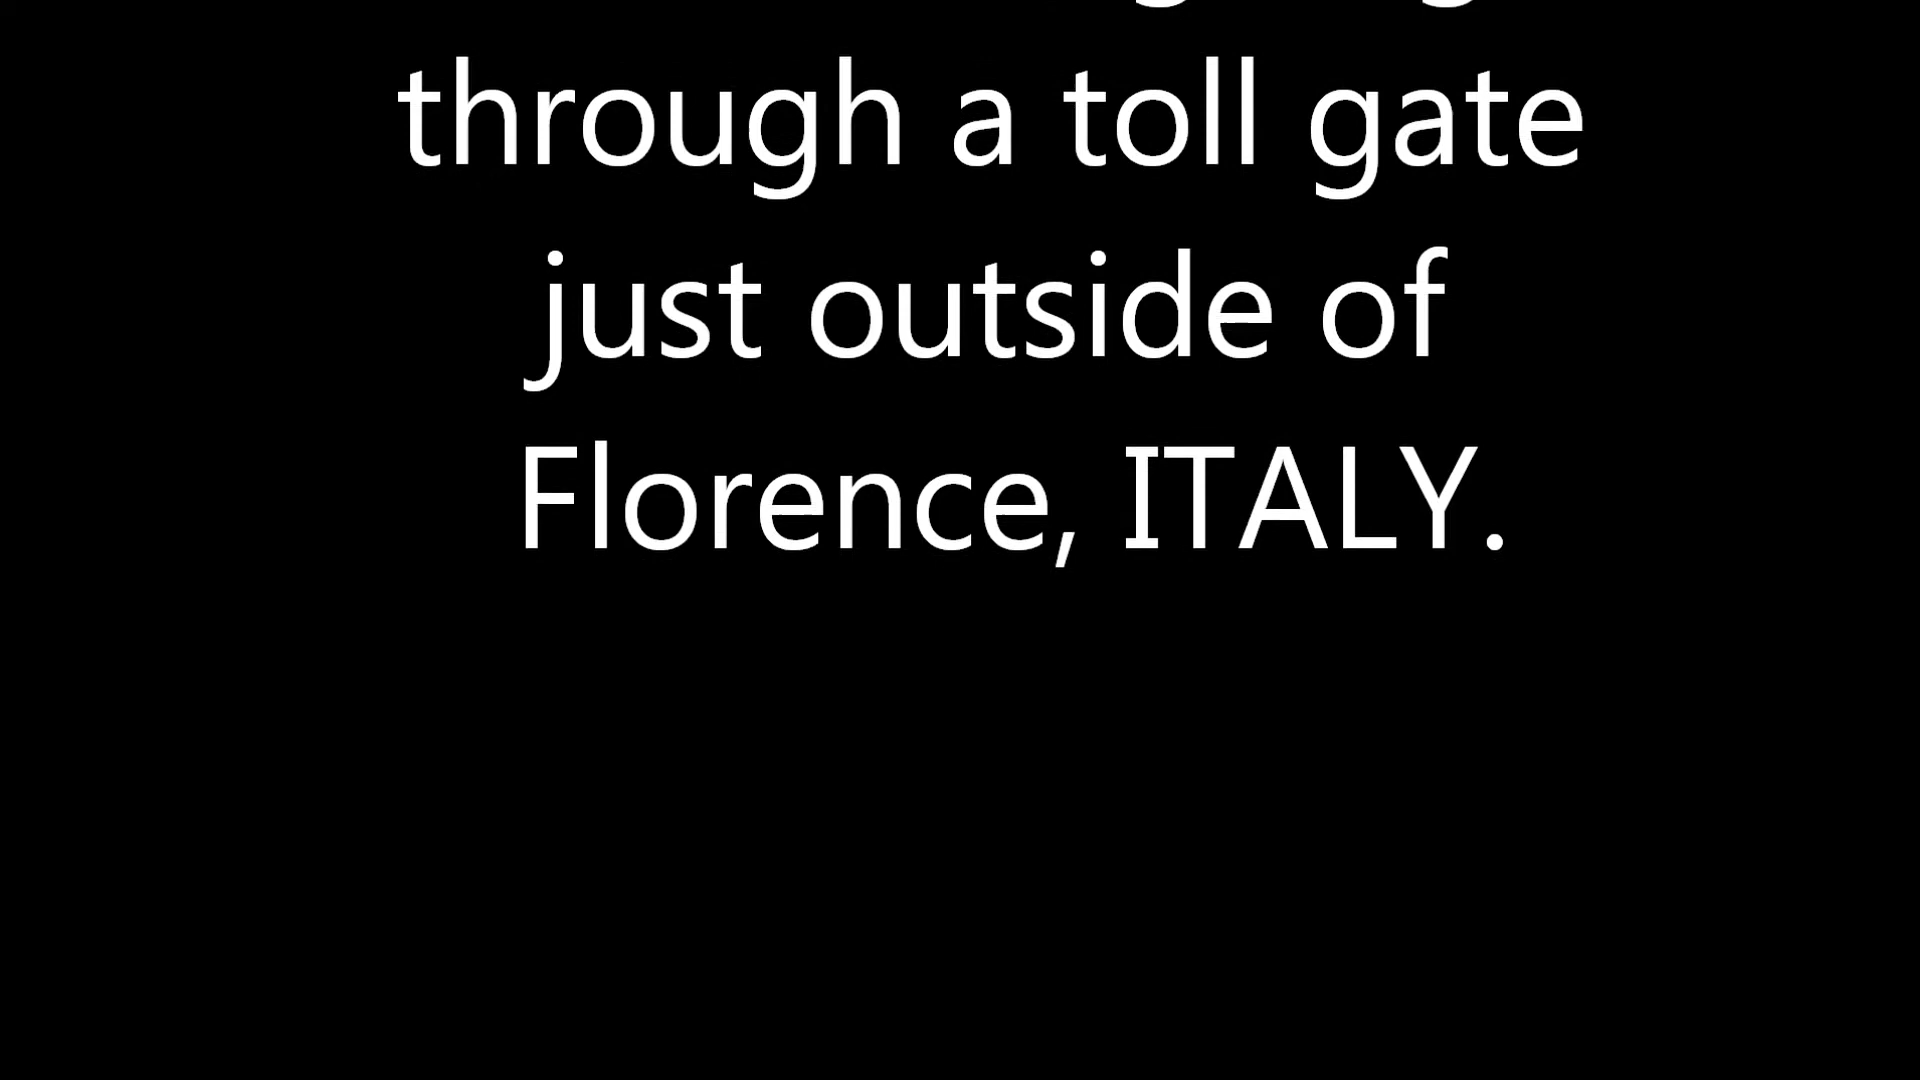 through a toll gate
just outside of
Florence, ITALY.